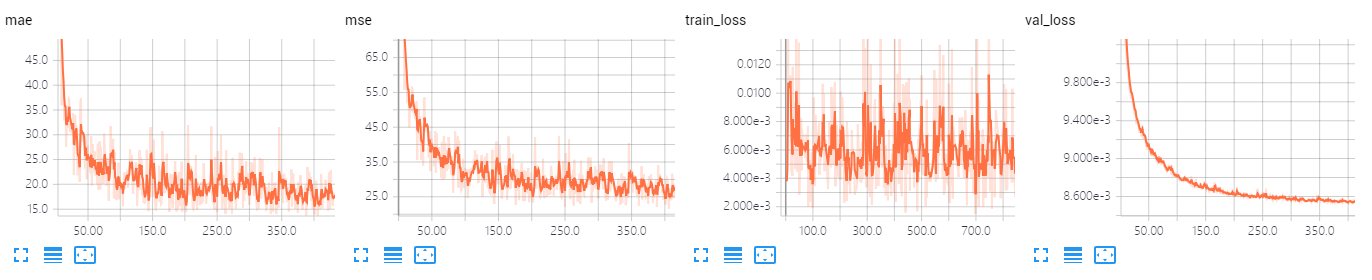 mae
45.0
40.0
35.0
30.0
25.0
20.0
15.0
50.00 150.0 250.0 350.0
mse
65.0
55.0
45.0
35.0
25.0
50.00 150.0 250.0 350.0
train_loss
0.0120
0.0100
8.000e-3
6.000e-3
4.000e-3
2.000e-3
100.0 300.0 500.0 700.0
val_loss
9.800e-3
9.400e-3
9.000e-3
8.600e-3
50.00 150.0 250.0 350.0